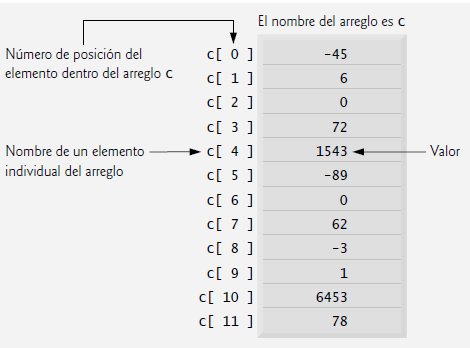 El nombre del arreglo es c
Número de posición del
elemento dentro del arreglo c
c[ 0 ] -45
c[ 1 ] 6
c[ 2 ] 0
c[ 3 ] 72
Nombre de un elemento
individual del arreglo
c[ 4 ] 1543 Valor
c[ 5 ] -89
c[ 6 ] 0
c[ 7 ] 62
c[ 8 ] -3
c[ 9 ] 1
c[ 10 ] 6453
c[ 11 ] 78